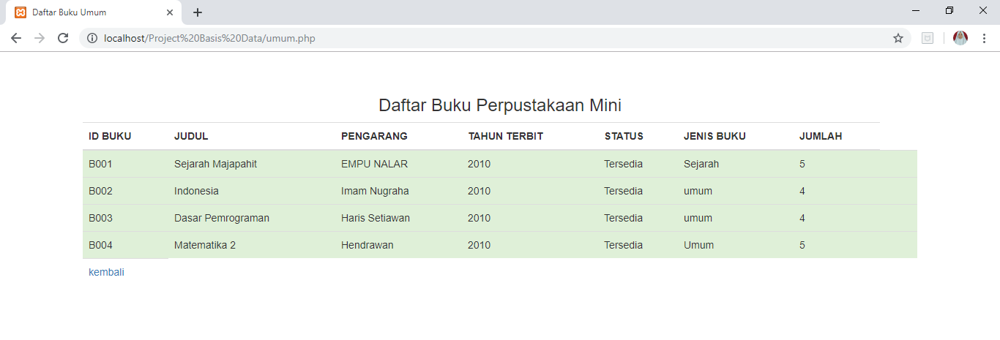 Daftar Buku Umum
localhost/Project%20Basis%20Data/umum.php
Daftar Buku Perpustakaan Mini
ID BUKU JUDUL PENGARANG TAHUN TERBIT STATUS JENIS BUKU JUMLAH
B001 Sejarah Majapahit EMPU NALAR 2010 Tersedia Sejarah 5
B002 Indonesia Imam Nugraha 2010 Tersedia umum 4
B003 Dasar Pemrograman Haris Setiawan 2010 Tersedia umum 4
B004 Matematika 2 Hendrawan 2010 Tersedia Umum 5
kembali